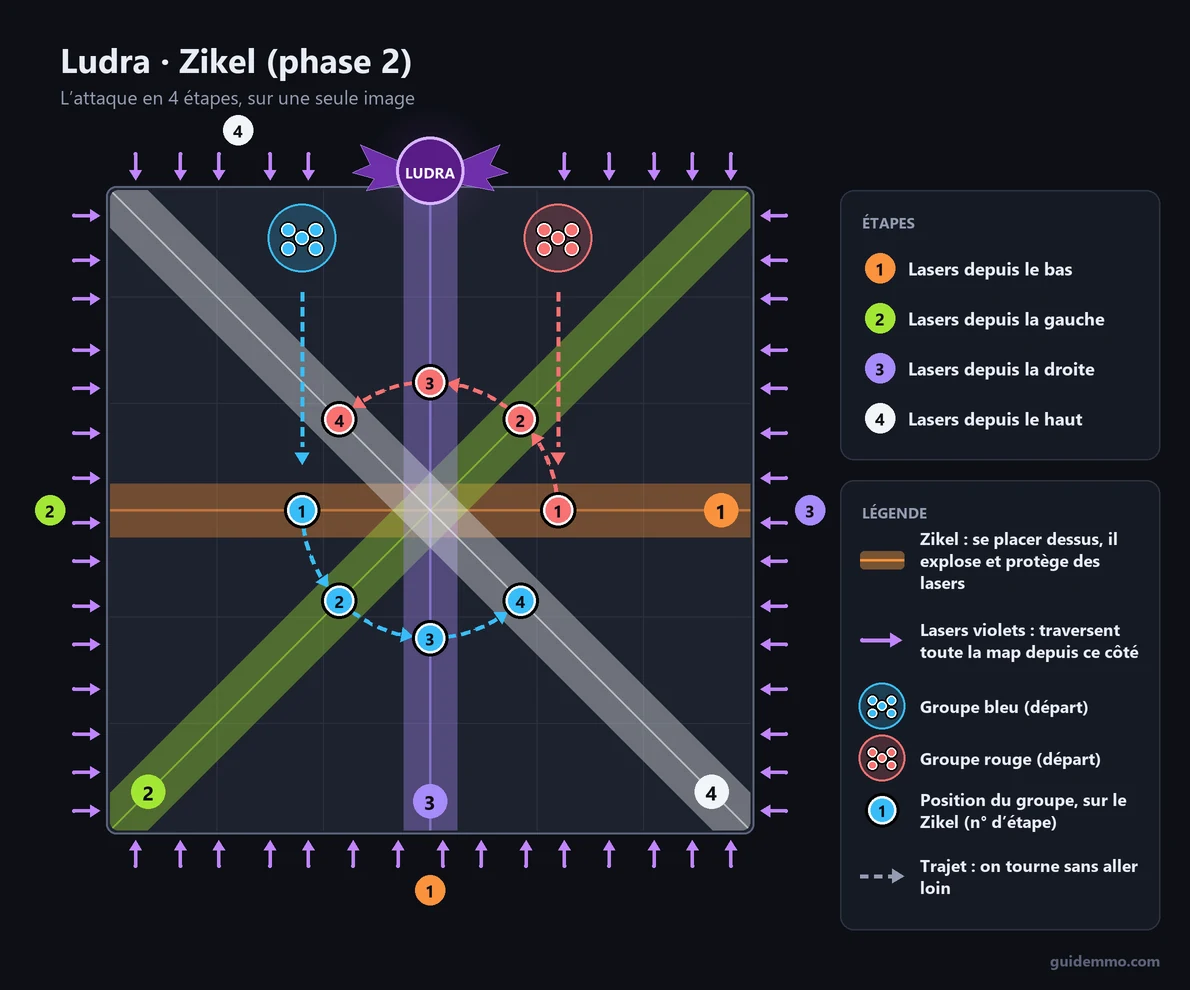 Ludra · Zikel (phase 2)
L’attaque en 4 étapes, sur une seule image
4
LUDRA
3
4
2
2
1
1
1
3
2
4
3
2
3
4
1
ÉTAPES
1 Lasers depuis le bas
2 Lasers depuis la gauche
3 Lasers depuis la droite
4 Lasers depuis le haut
LÉGENDE
Zikel : se placer dessus, il
explose et protège des
lasers
Lasers violets : traversent
toute la map depuis ce côté
Groupe bleu (départ)
Groupe rouge (départ)
1
Position du groupe, sur le
Zikel (n° d’étape)
Trajet : on tourne sans aller
loin
guidemmo.com